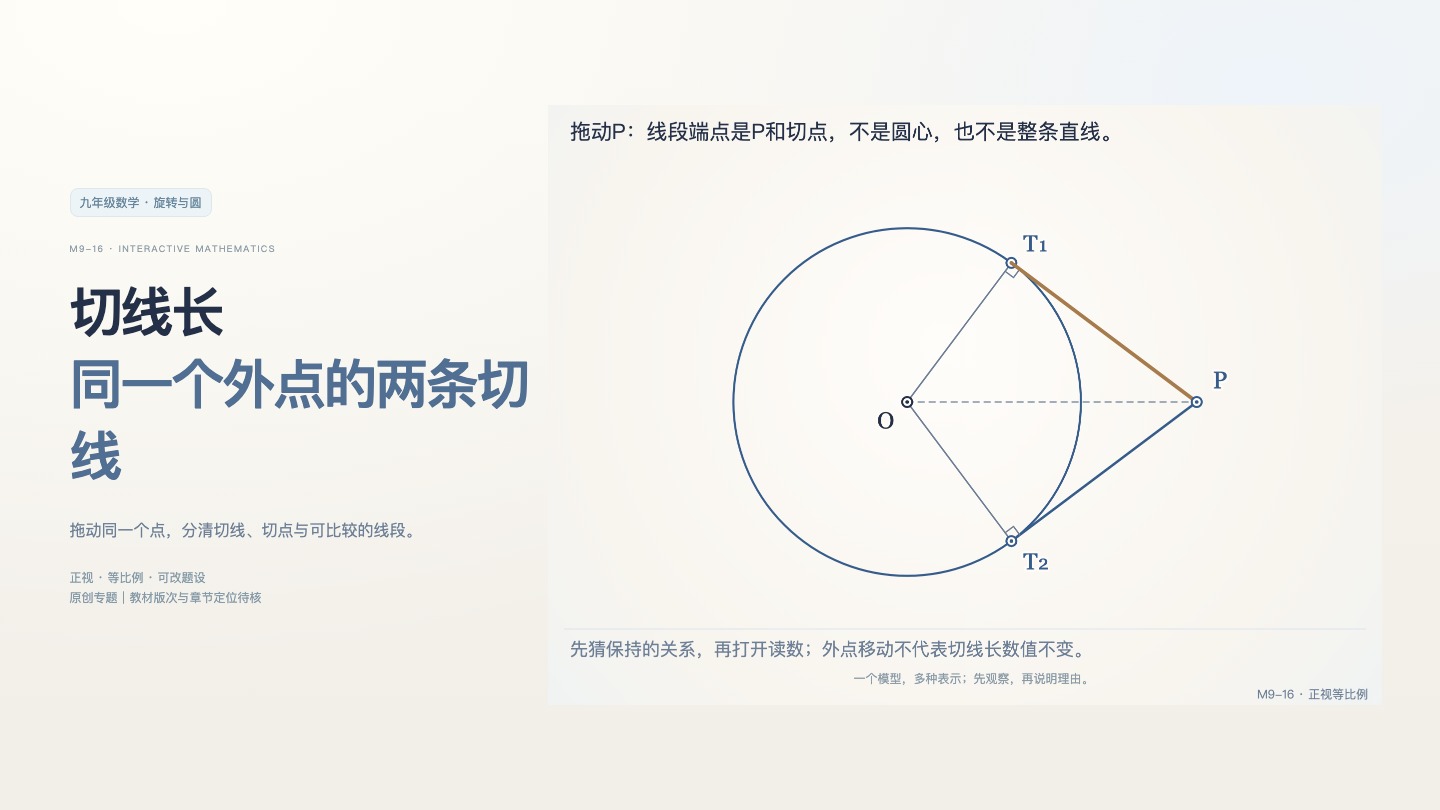 九年级数学 · 旋转与圆
M9–16 · INTERACTIVE MATHEMATICS
切线长
同一个外点的两条切
线
拖动同一个点，分清切线、切点与可比较的线段。
正视 · 等比例 · 可改题设
原创专题｜教材版次与章节定位待核
拖动P：线段端点是P和切点，不是圆心，也不是整条直线。
T1
P
O
T2
先猜保持的关系，再打开读数；外点移动不代表切线长数值不变。
一个模型，多种表示；先观察，再说明理由。
M9–16 · 正视等比例